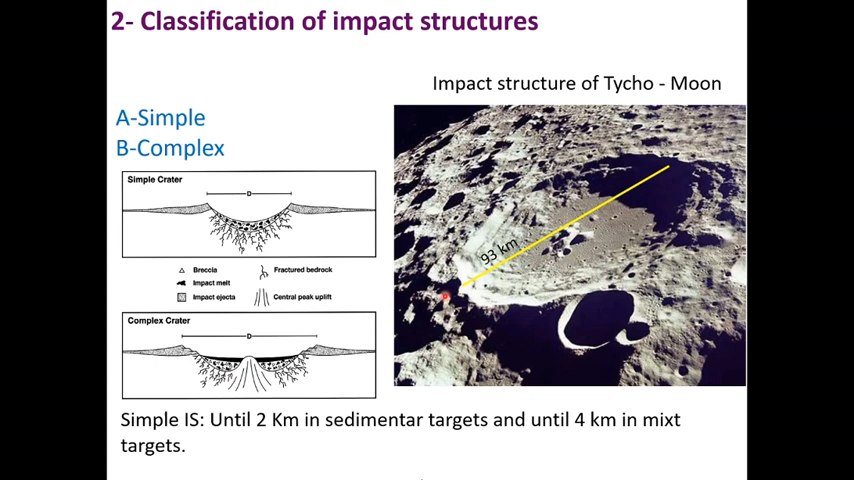 2- Classification of impact structures
Impact structure of Tycho - Moon
A-Simple
B-Complex
Simple Crater
D
93 km
Breccia
Fractured bedrock
Impact melt
Impact ejecta
Central peak uplift
Complex Crater
D
Simple IS: Until 2 Km in sedimentar targets and until 4 km in mixt
targets.